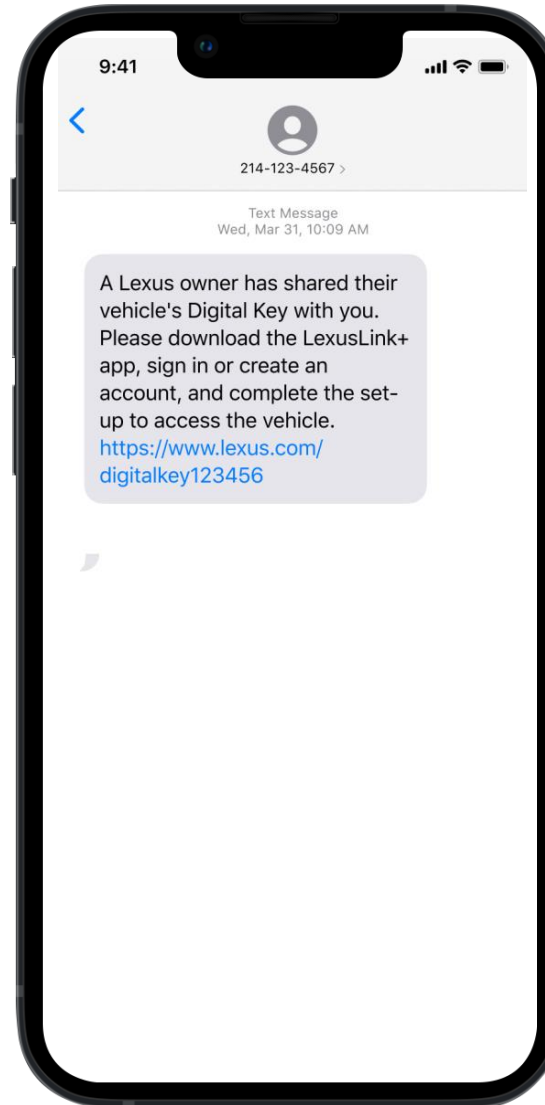 9:41
214-123-4567 >
Text Message
Wed, Mar 31, 10:09 AM
A Lexus owner has shared their
vehicle's Digital Key with you.
Please download the LexusLink+
app, sign in or create an
account, and complete the set-
up to access the vehicle.
https://www.lexus.com/
digitalkey123456